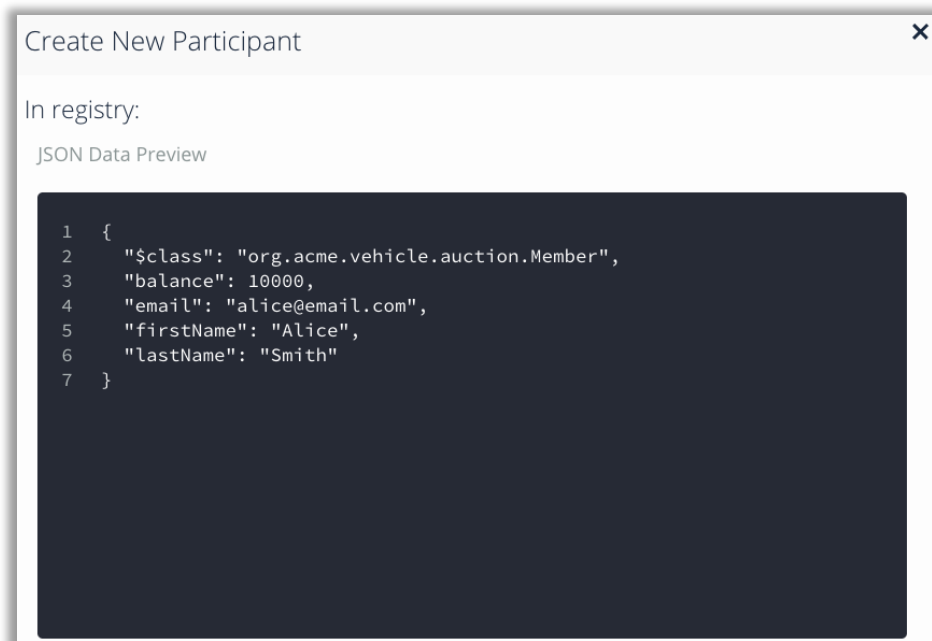 Create New Participant
In registry:
JSON Data Preview
1 {
2 "$class": "org.acme.vehicle.auction.Member",
3 "balance": 10000,
4 "email": "alice@email.com",
5 "firstName": "Alice",
6 "lastName": "Smith"
7 }